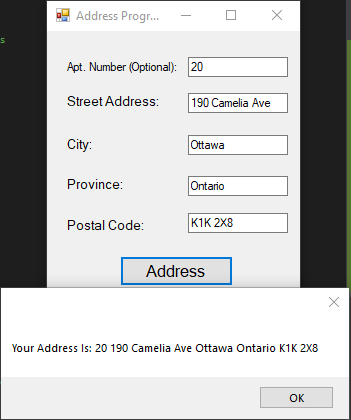 s
Address Progr...
Apt. Number (Optional): 20
Street Address: 190 Camelia Ave
City: Ottawa
Province: Ontario
Postal Code: K1K 2X8
Address
Your Address Is: 20 190 Camelia Ave Ottawa Ontario K1K 2X8
OK